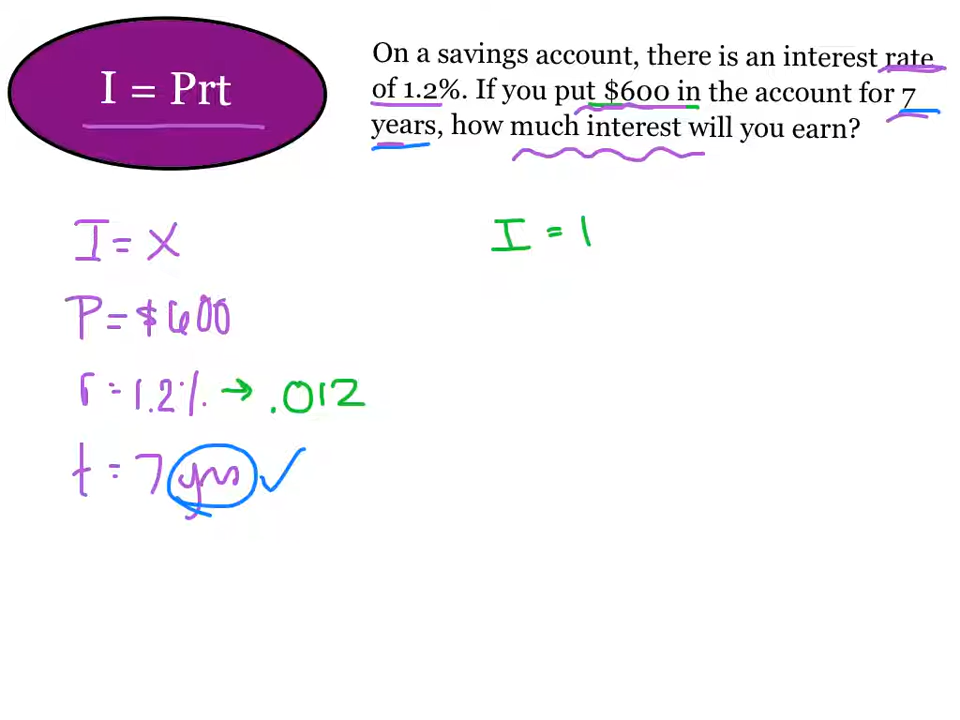 I = Prt
On a savings account, there is an interest rate
of 1.2%. If you put $600 in the account for 7
years, how much interest will you earn?
I = X
I = 1
P = $600
r = 1.2% → .012
t = 7 yrs ✓